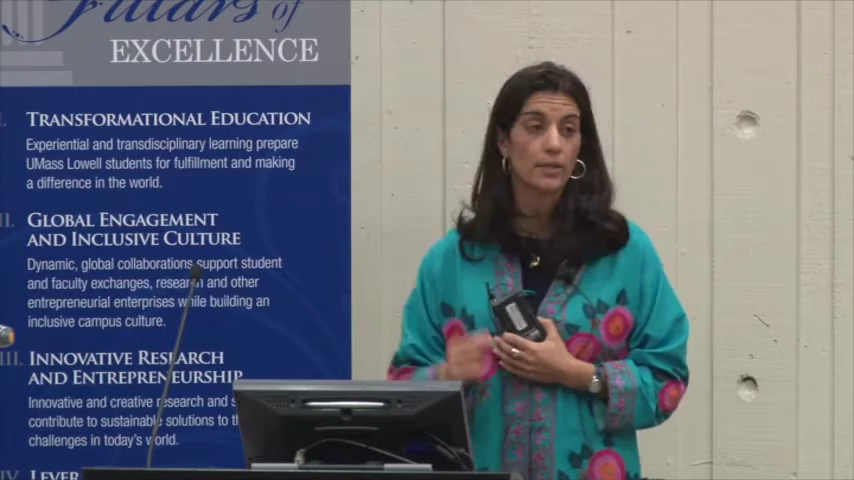 Pillars of
EXCELLENCE
I. TRANSFORMATIONAL EDUCATION
Experiential and transdisciplinary learning prepare
UMass Lowell students for fulfillment and making
a difference in the world.
II. GLOBAL ENGAGEMENT
AND INCLUSIVE CULTURE
Dynamic, global collaborations support student
and faculty exchanges, research and other
entrepreneurial enterprises while building an
inclusive campus culture.
III. INNOVATIVE RESEARCH
AND ENTREPRENEURSHIP
Innovative and creative research and
contribute to sustainable solutions to
challenges in today's world.
IV.